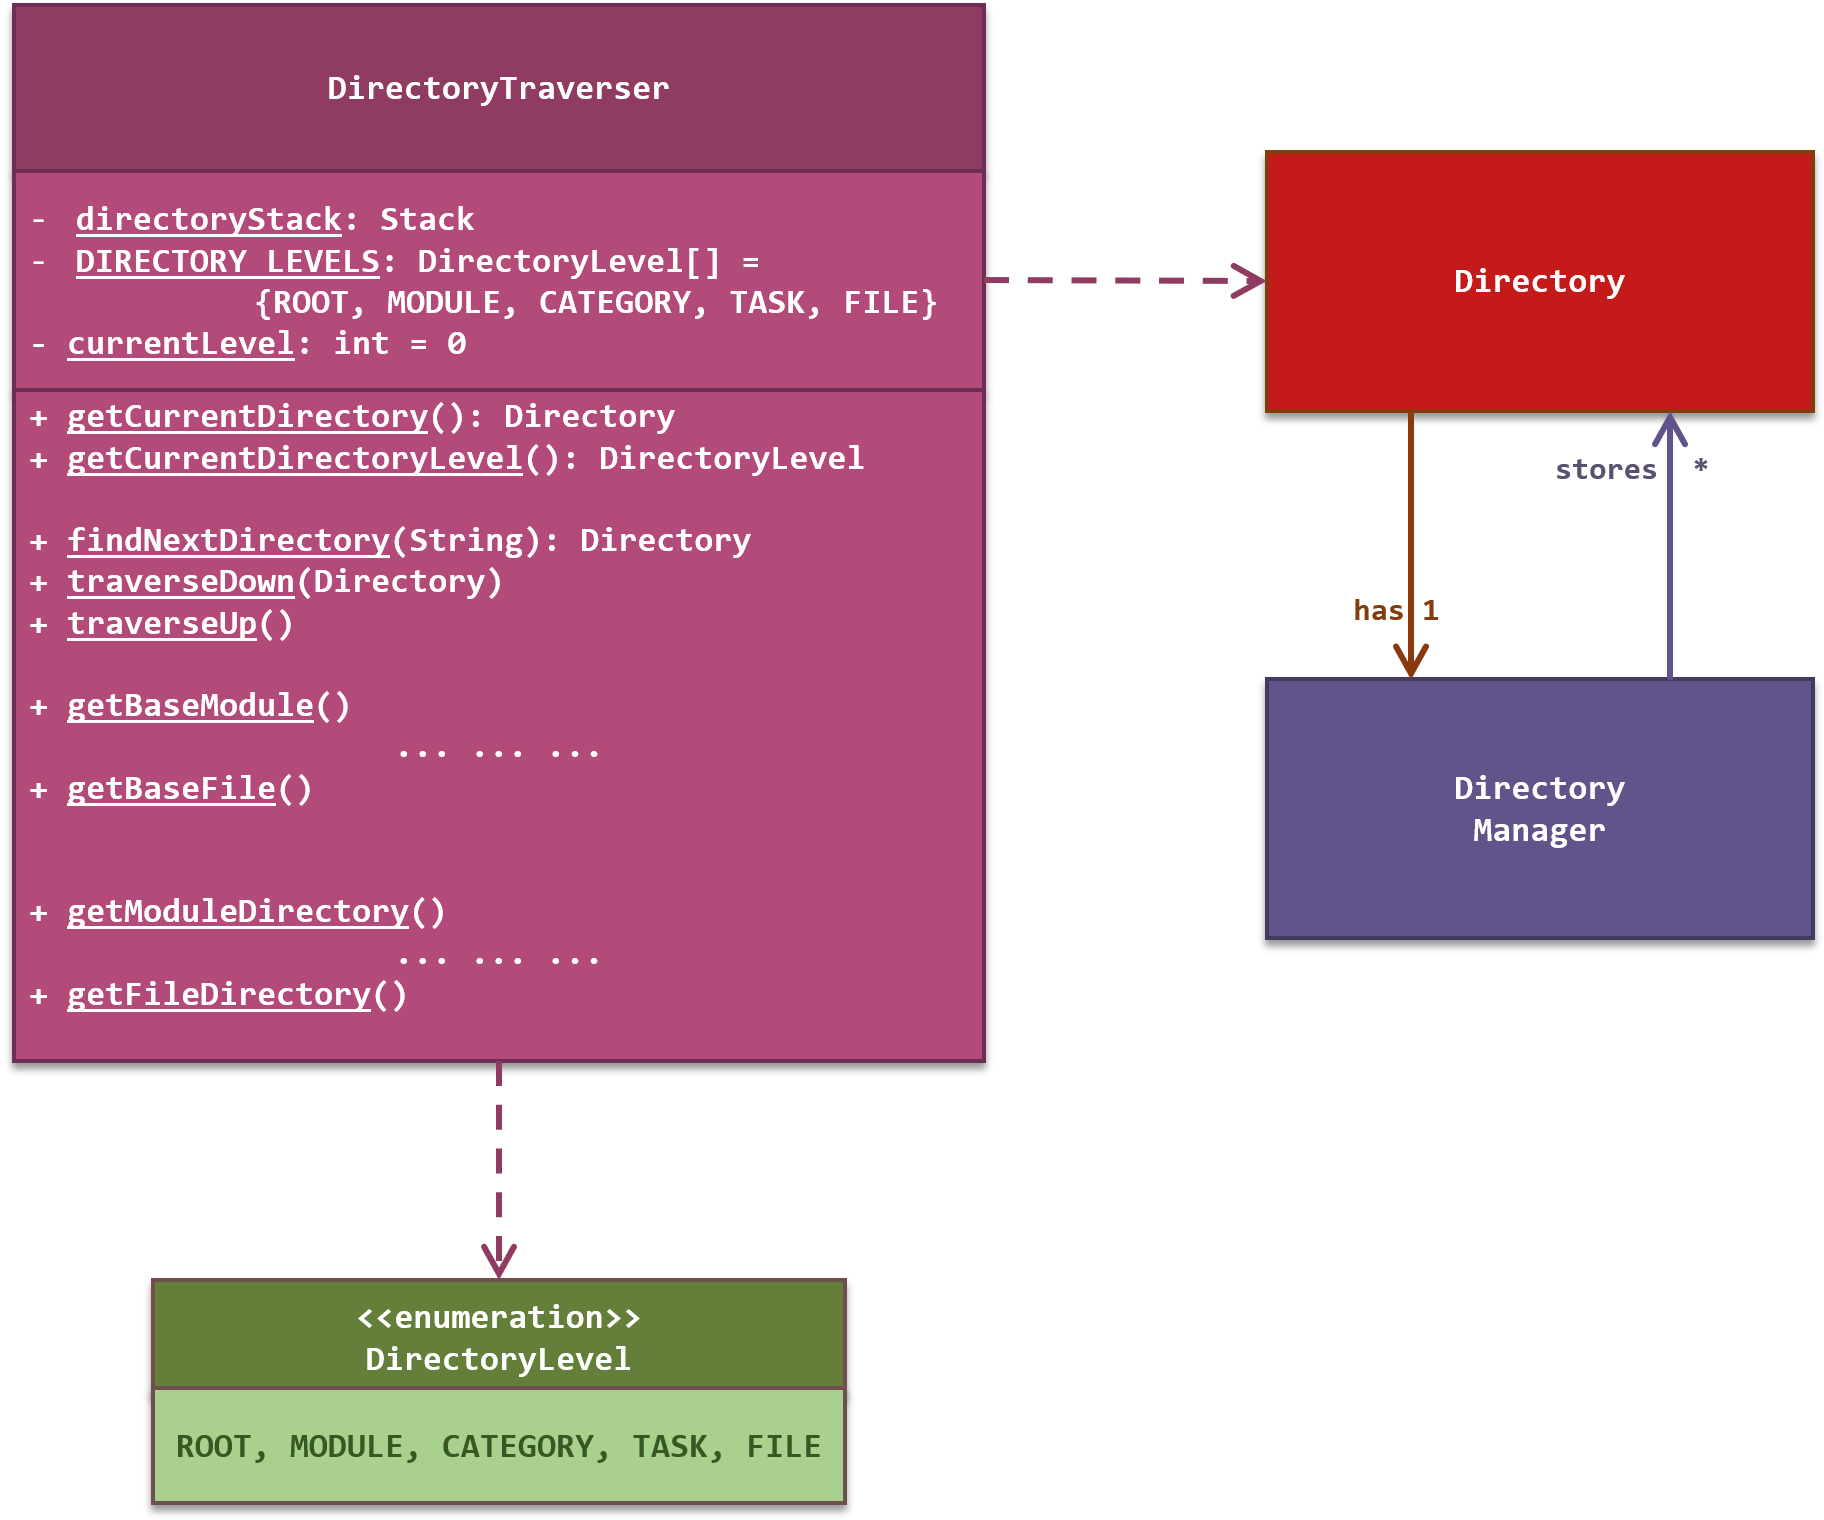 DirectoryTraverser
- directoryStack: Stack
- DIRECTORY_LEVELS: DirectoryLevel[] =
{ROOT, MODULE, CATEGORY, TASK, FILE}
- currentLevel: int = 0
+ getCurrentDirectory(): Directory
+ getCurrentDirectoryLevel(): DirectoryLevel
+ findNextDirectory(String): Directory
+ traverseDown(Directory)
+ traverseUp()
+ getBaseModule()
... ... ...
+ getBaseFile()
+ getModuleDirectory()
... ... ...
+ getFileDirectory()
Directory
stores *
has 1
Directory
Manager
<<enumeration>>
DirectoryLevel
ROOT, MODULE, CATEGORY, TASK, FILE